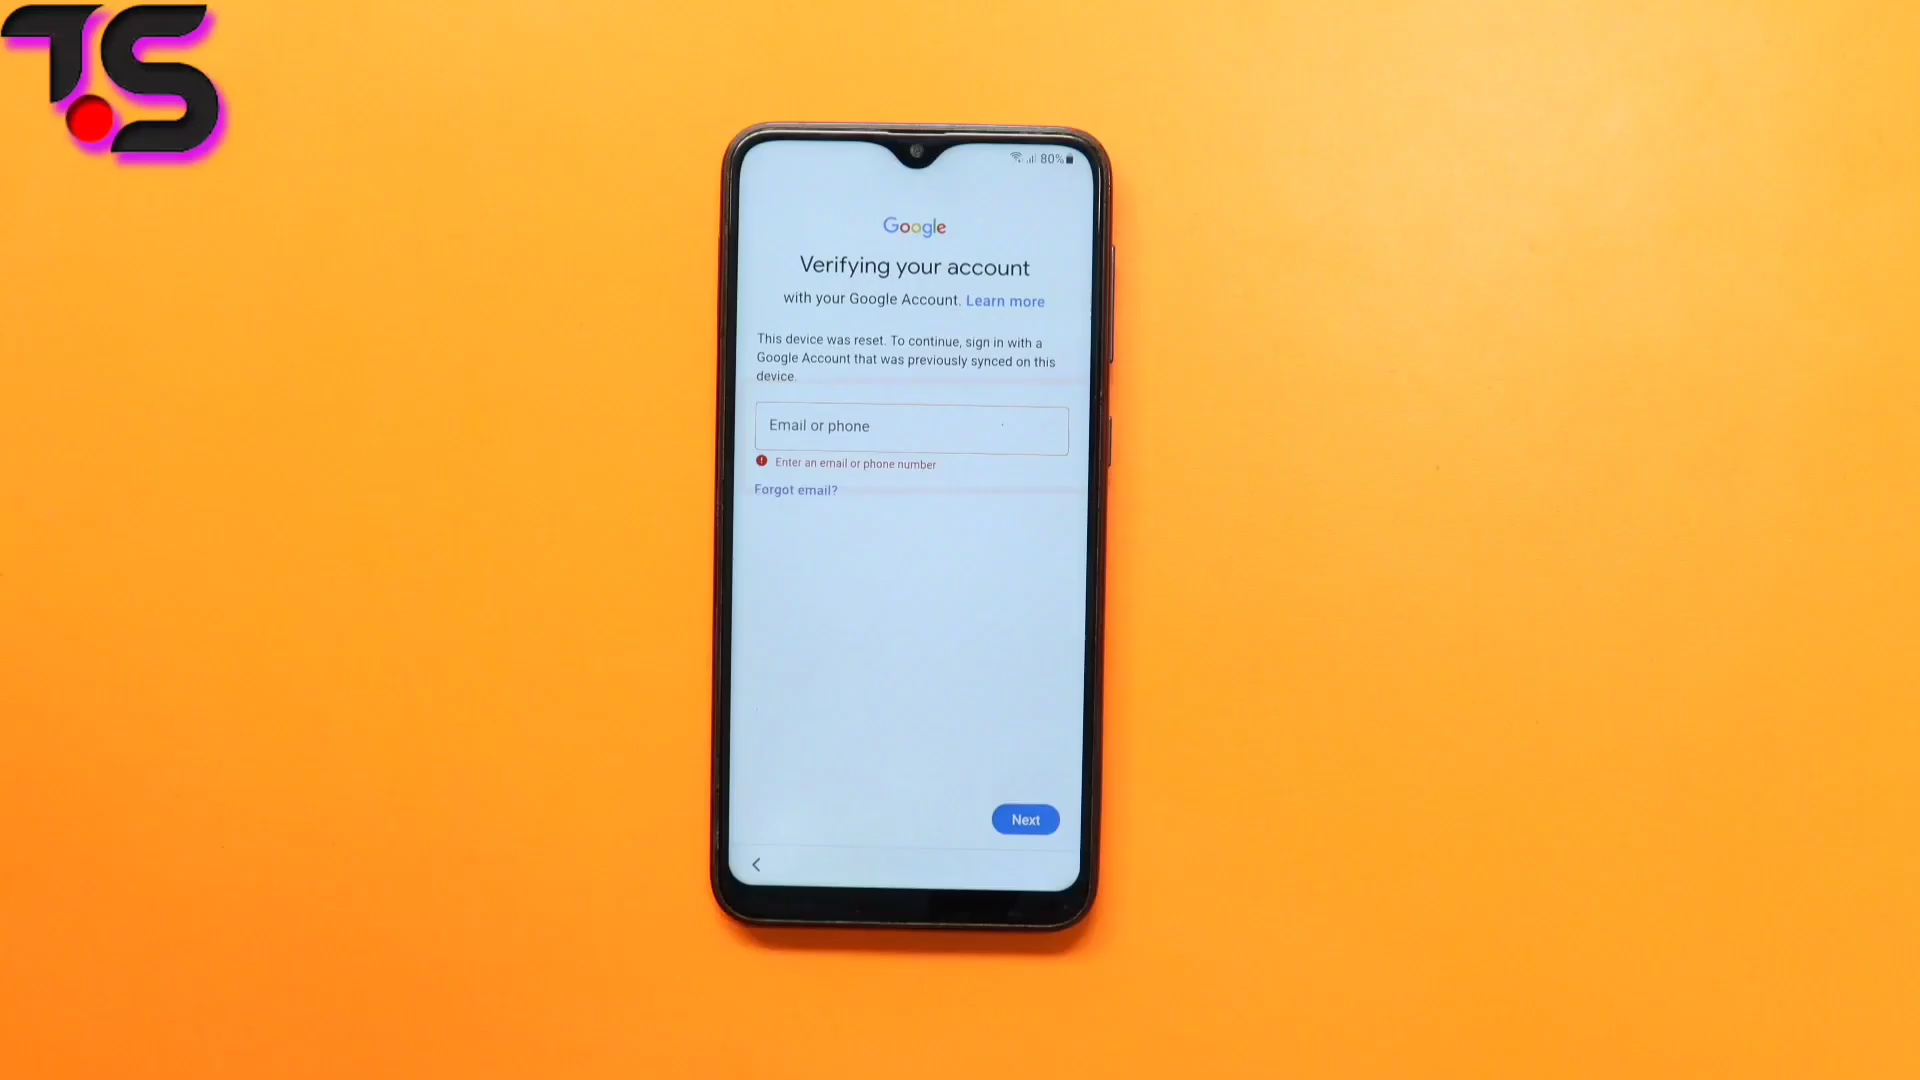 T.S
80%
Google
Verifying your account
with your Google Account. Learn more
This device was reset. To continue, sign in with a
Google Account that was previously synced on this
device.
Email or phone
Enter an email or phone number
Forgot email?
Next